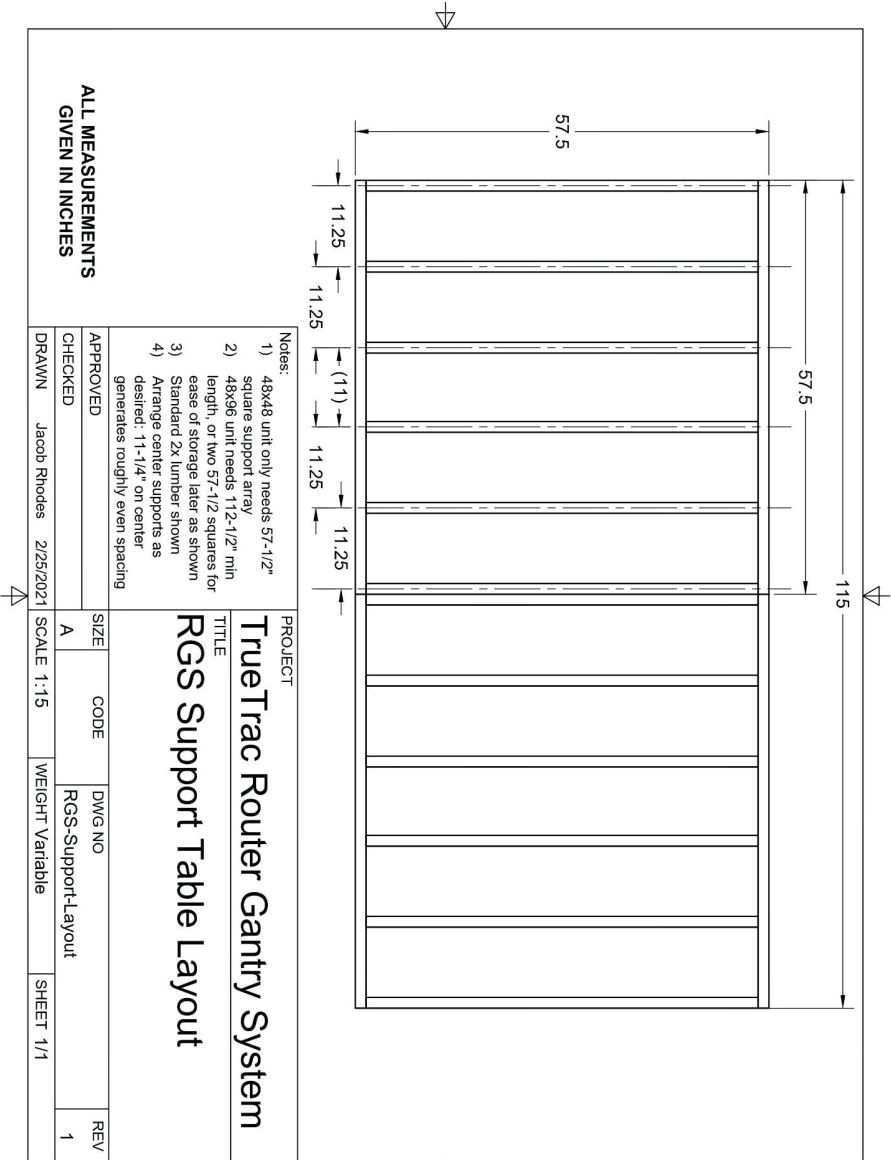 57.5
115
57.5
11.25
11.25
(11)
11.25
11.25
ALL MEASUREMENTS
GIVEN IN INCHES
Notes:
1) 48x48 unit only needs 57-1/2"
square support array
2) 48x96 unit needs 112-1/2" min
length, or two 57-1/2 squares for
ease of storage later as shown
3) Standard 2x lumber shown
4) Arrange center supports as
desired: 11-1/4" on center
generates roughly even spacing
PROJECT
TrueTrac Router Gantry System
TITLE
RGS Support Table Layout
APPROVED
CHECKED
DRAWN Jacob Rhodes 2/25/2021
SIZE
A
CODE
DWG NO
RGS-Support-Layout
REV
1
SCALE 1:15
WEIGHT Variable
SHEET 1/1